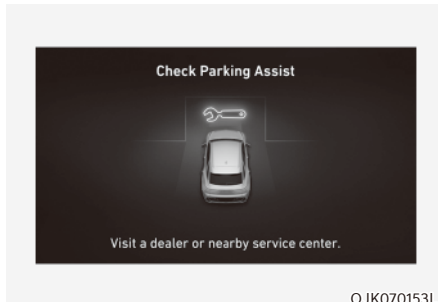 Check Parking Assist
Visit a dealer or nearby service center.
OJK070153L